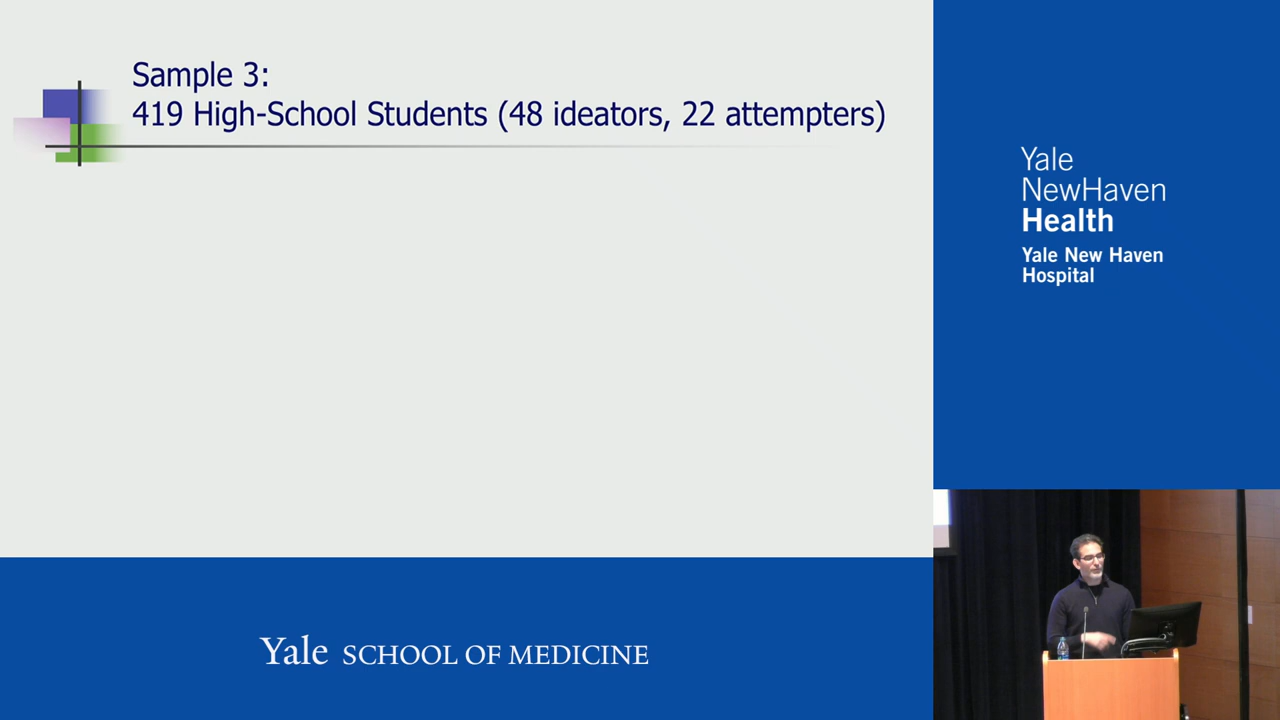 Sample 3:
419 High-School Students (48 ideators, 22 attempters)
Yale
NewHaven
Health
Yale New Haven
Hospital
Yale SCHOOL OF MEDICINE